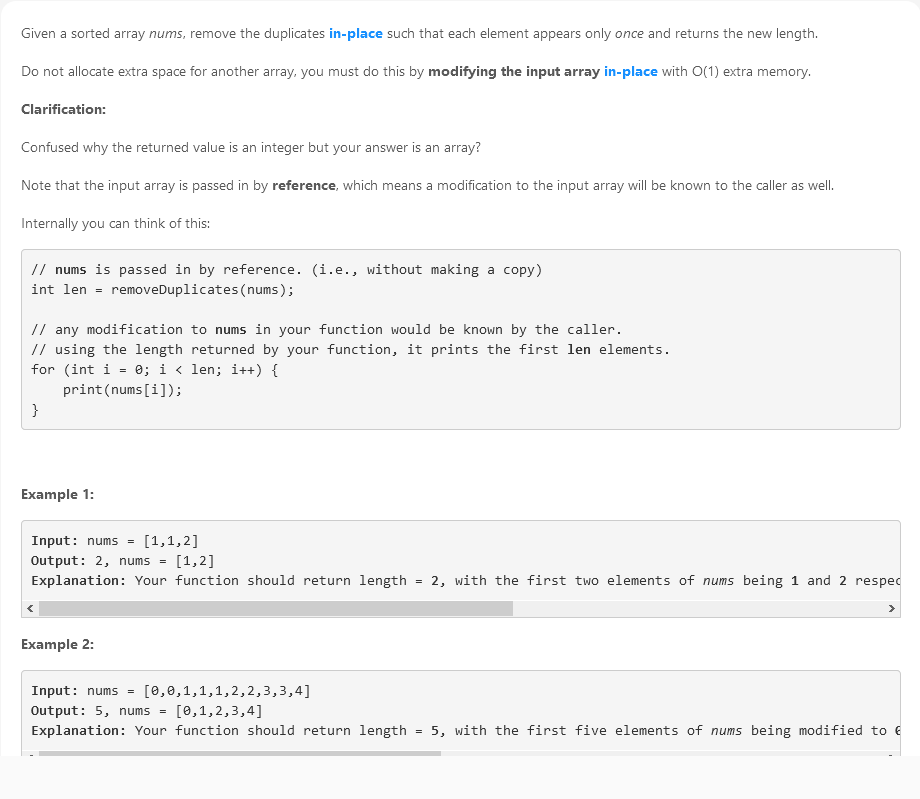 Given a sorted array nums, remove the duplicates in-place such that each element appears only once and returns the new length.
Do not allocate extra space for another array, you must do this by modifying the input array in-place with O(1) extra memory.
Clarification:
Confused why the returned value is an integer but your answer is an array?
Note that the input array is passed in by reference, which means a modification to the input array will be known to the caller as well.
Internally you can think of this:
// nums is passed in by reference. (i.e., without making a copy)
int len = removeDuplicates(nums);
// any modification to nums in your function would be known by the caller.
// using the length returned by your function, it prints the first len elements.
for (int i = 0; i < len; i++) {
    print(nums[i]);
}
Example 1:
Input: nums = [1,1,2]
Output: 2, nums = [1,2]
Explanation: Your function should return length = 2, with the first two elements of nums being 1 and 2 respec
Example 2:
Input: nums = [0,0,1,1,1,2,2,3,3,4]
Output: 5, nums = [0,1,2,3,4]
Explanation: Your function should return length = 5, with the first five elements of nums being modified to